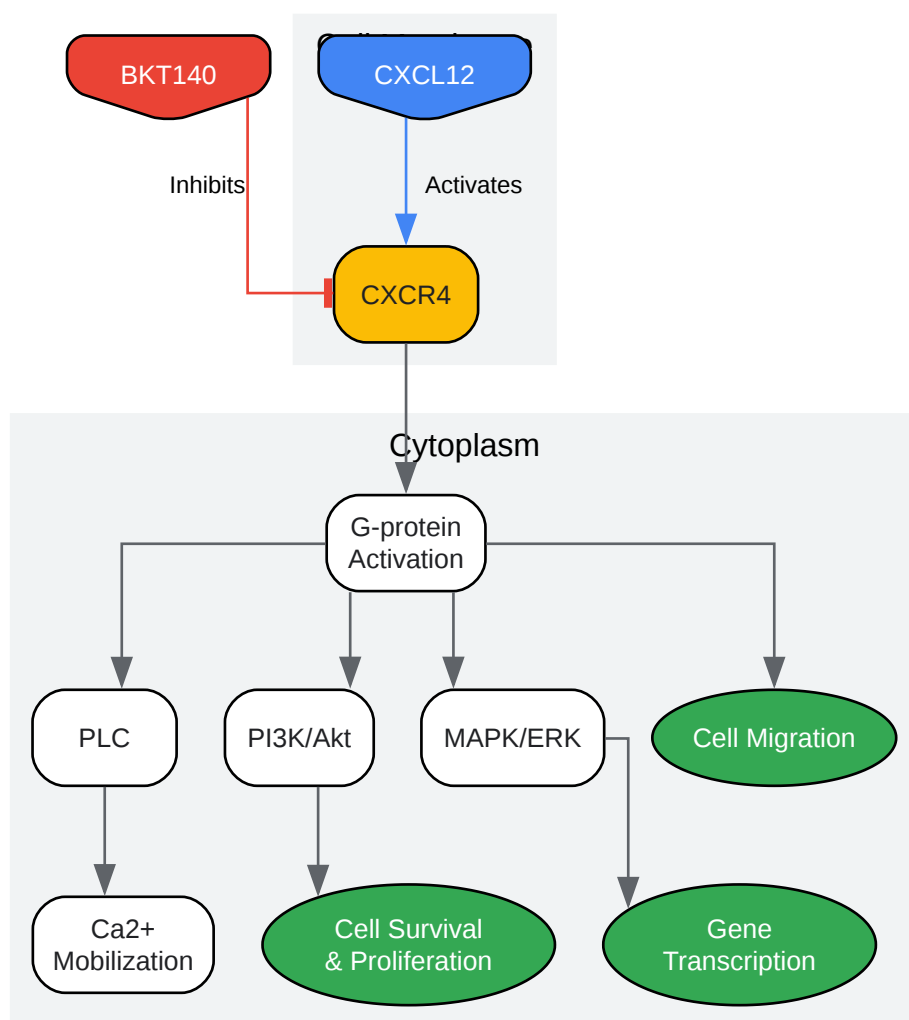 BKT140
CXCL12
Inhibits
Activates
CXCR4
Cytoplasm
G-protein
Activation
PLC
PI3K/Akt
MAPK/ERK
Cell Migration
Ca2+
Mobilization
Cell Survival
& Proliferation
Gene
Transcription